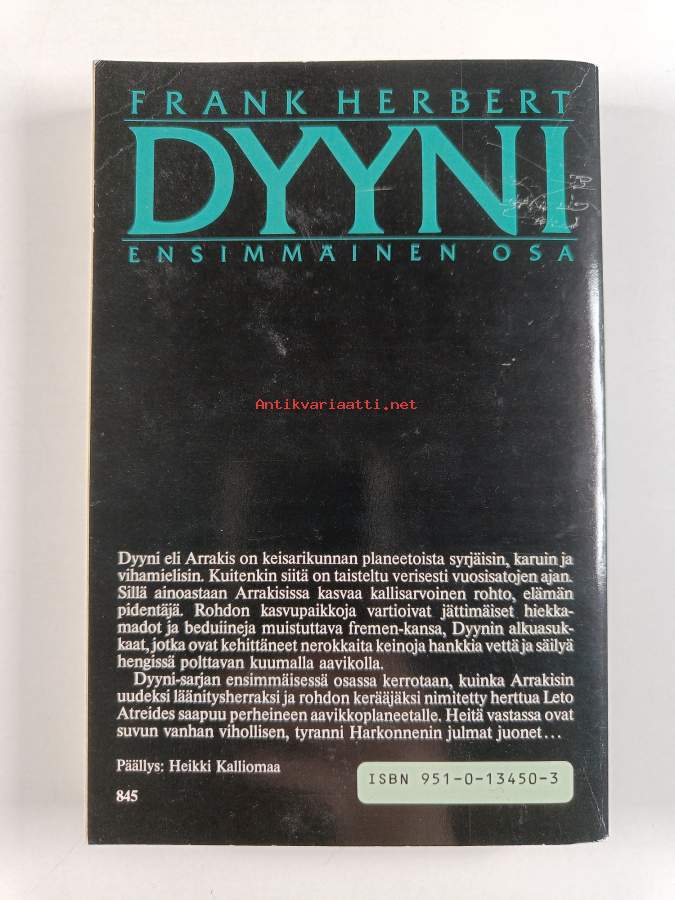 FRANK HERBERT
DYYNI
ENSIMMÄINEN OSA
Antikvariaatti.net
Dyyni eli Arrakis on keisarikunnan planeetoista syrjäisin, karuin ja
vihamielisin. Kuitenkin siitä on taisteltu verisesti vuosisatojen ajan.
Sillä ainoastaan Arrakisissa kasvaa kallisarvoinen rohto, elämän
pidentäjä. Rohdon kasvupaikkoja vartioivat jättimäiset hiekka-
madot ja beduiineja muistuttava fremen-kansa, Dyynin alkuasuk-
kaat, jotka ovat kehittäneet nerokkaita keinoja hankkia vettä ja säilyä
hengissä polttavan kuumalla aavikolla.
Dyyni-sarjan ensimmäisessä osassa kerrotaan, kuinka Arrakisin
uudeksi läänitysherraksi ja rohdon kerääjäksi nimitetty herttua Leto
Atreides saapuu perheineen aavikkoplaneetalle. Heitä vastassa ovat
suvun vanhan vihollisen, tyranni Harkonnenin julmat juonet...
Päällys: Heikki Kalliomaa
ISBN 951-0-13450-3
845